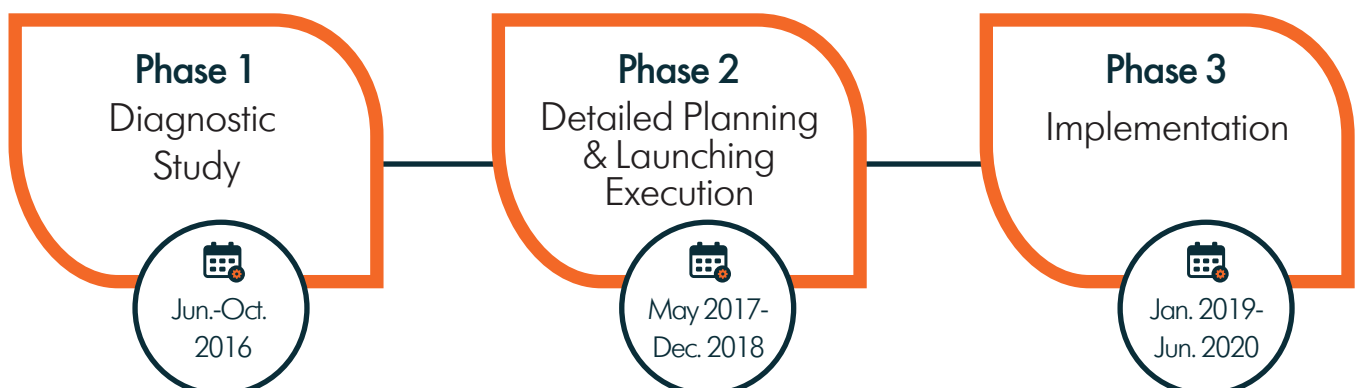 Phase 1
Diagnostic
Study
Jun.-Oct.
2016
Phase 2
Detailed Planning
& Launching
Execution
May 2017-
Dec. 2018
Phase 3
Implementation
Jan. 2019-
Jun. 2020